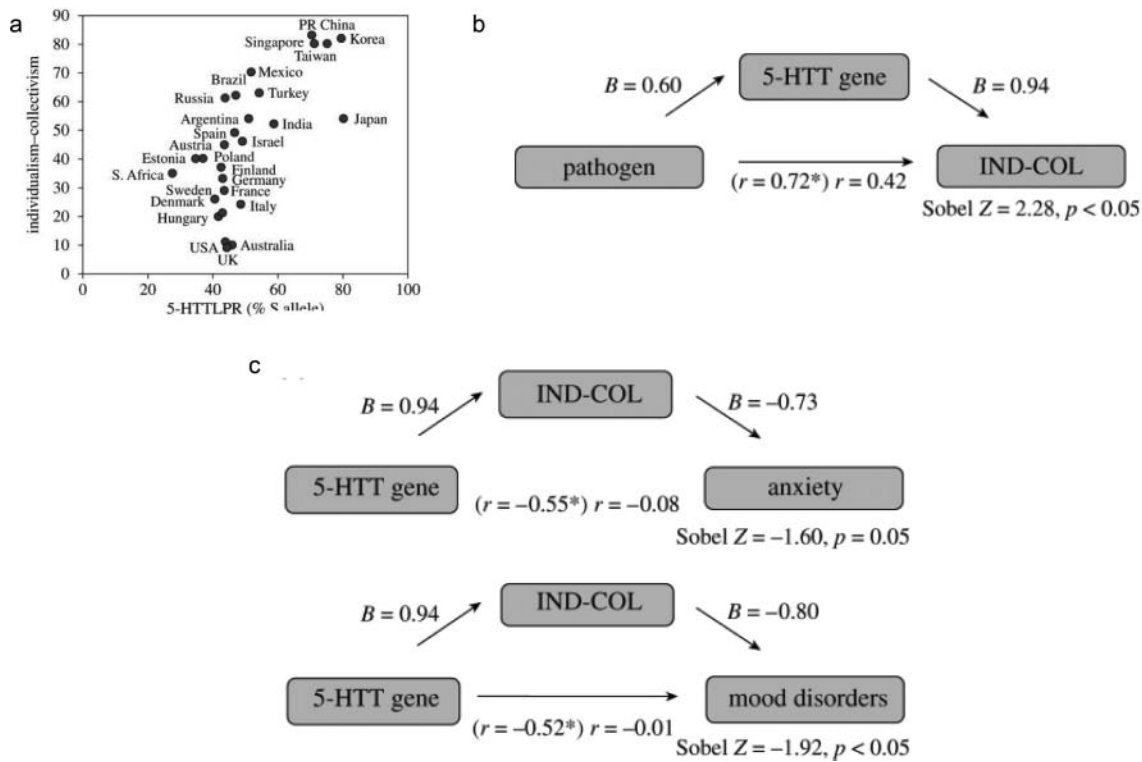 a
individualism–collectivism
90
80
70
60
50
40
30
20
10
0
PR China
Singapore
Korea
Taiwan
Brazil
Mexico
Russia
Turkey
Argentina
India
Japan
Spain
Austria
Israel
Estonia
Poland
S. Africa
Finland
Germany
Sweden
France
Denmark
Italy
Hungary
USA
Australia
UK
0 20 40 60 80 100
5-HTTLPR (% S allele)
b
5-HTT gene
B = 0.60
B = 0.94
pathogen
(r = 0.72*) r = 0.42
IND-COL
Sobel Z = 2.28, p < 0.05
c
IND-COL
B = 0.94
B = –0.73
5-HTT gene
(r = –0.55*) r = –0.08
anxiety
Sobel Z = –1.60, p = 0.05
IND-COL
B = 0.94
B = –0.80
5-HTT gene
(r = –0.52*) r = –0.01
mood disorders
Sobel Z = –1.92, p < 0.05